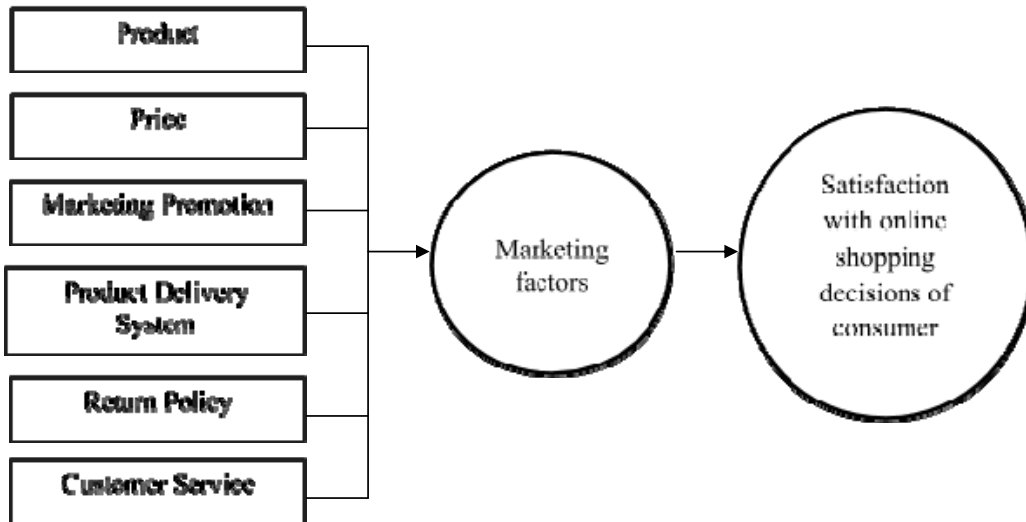 Product
Price
Marketing Promotion
Product Delivery
System
Return Policy
Customer Service
Marketing
factors
Satisfaction
with online
shopping
decisions of
consumer